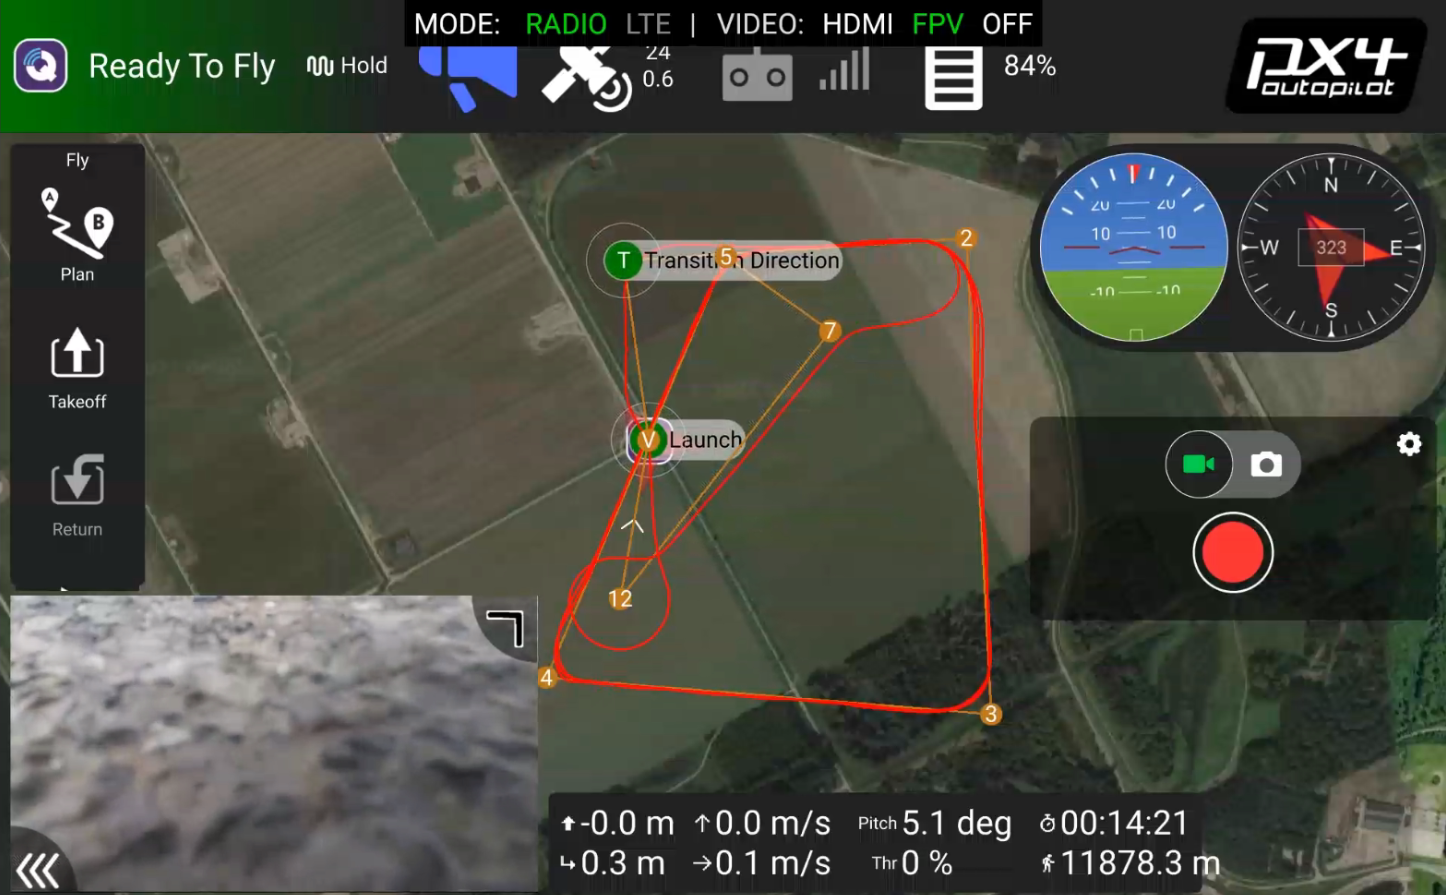 MODE: RADIO LTE | VIDEO: HDMI FPV OFF
Ready To Fly
Hold
24
0.6
84%
PX4
autopilot
Fly
A
B
Plan
Takeoff
Return
T
Transition Direction
5
2
7
V
Launch
12
4
3
20 20
10 10
-10 -10
N
W 323 E
S
-0.0 m 0.0 m/s Pitch 5.1 deg 00:14:21
0.3 m 0.1 m/s Thr 0 % 11878.3 m